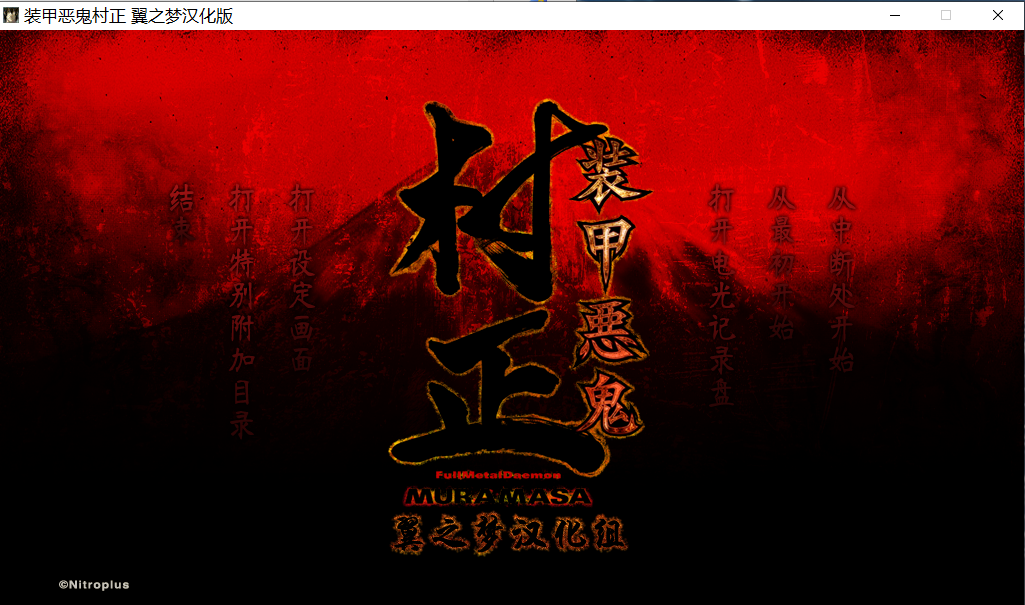 装甲恶鬼村正 翼之梦汉化版
从中断处开始
从最初开始
打开电光记录盘
装甲悪鬼
村正
打开设定画面
打开特别附加目录
结束
FullMetalDaemon
MURAMASA
翼之梦汉化组
©Nitroplus